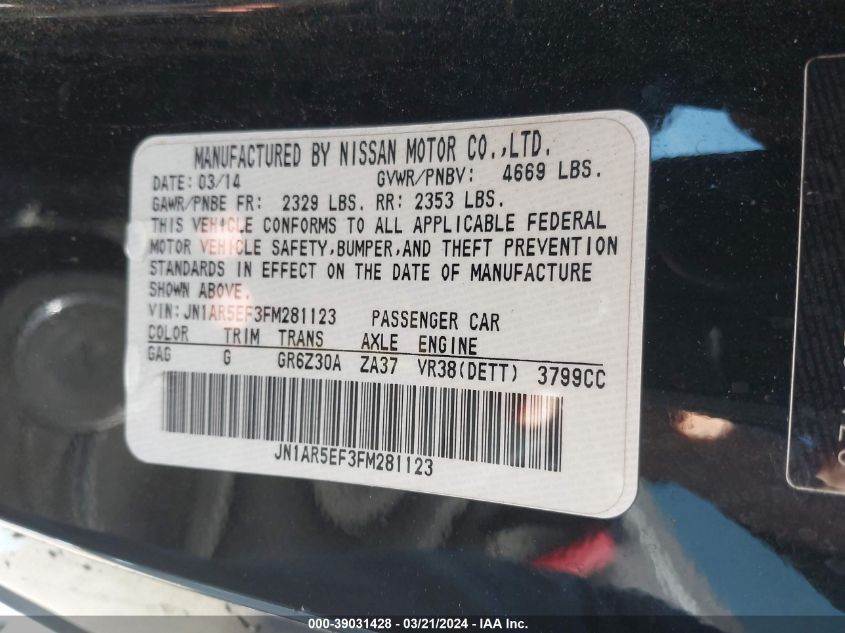 MANUFACTURED BY NISSAN MOTOR CO.,LTD.
DATE: 03/14 GVWR/PNBV: 4669 LBS.
GAWR/PNBE FR: 2329 LBS. RR: 2353 LBS.
THIS VEHICLE CONFORMS TO ALL APPLICABLE FEDERAL
MOTOR VEHICLE SAFETY,BUMPER,AND THEFT PREVENTION
STANDARDS IN EFFECT ON THE DATE OF MANUFACTURE
SHOWN ABOVE.
VIN:JN1AR5EF3FM281123 PASSENGER CAR
COLOR TRIM TRANS AXLE ENGINE
GAG G GR6Z30A ZA37 VR38(DETT) 3799CC
JN1AR5EF3FM281123
000-39031428 - 03/21/2024 - IAA Inc.